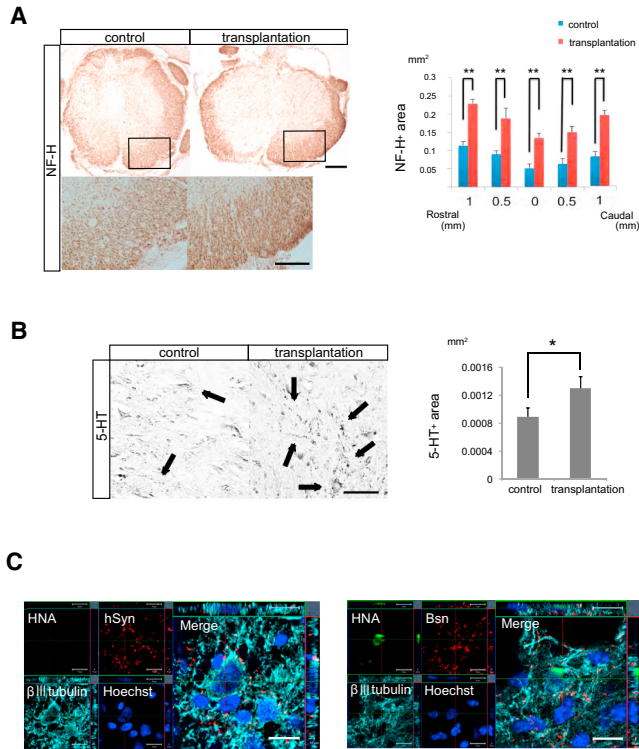 A
control transplantation
NF-H
control
transplantation
mm²
NF-H⁺ area
0.3
0.25
0.2
0.15
0.1
0.05
** ** ** ** **
1 0.5 0 0.5 1
Rostral Caudal
(mm) (mm)
B
control transplantation
5-HT
mm²
5-HT⁺ area
0.0016
0.0012
0.0008
0.0004
0
*
control transplantation
C
HNA hSyn Merge
βIII tubulin Hoechst
HNA Bsn Merge
βIII tubulin Hoechst